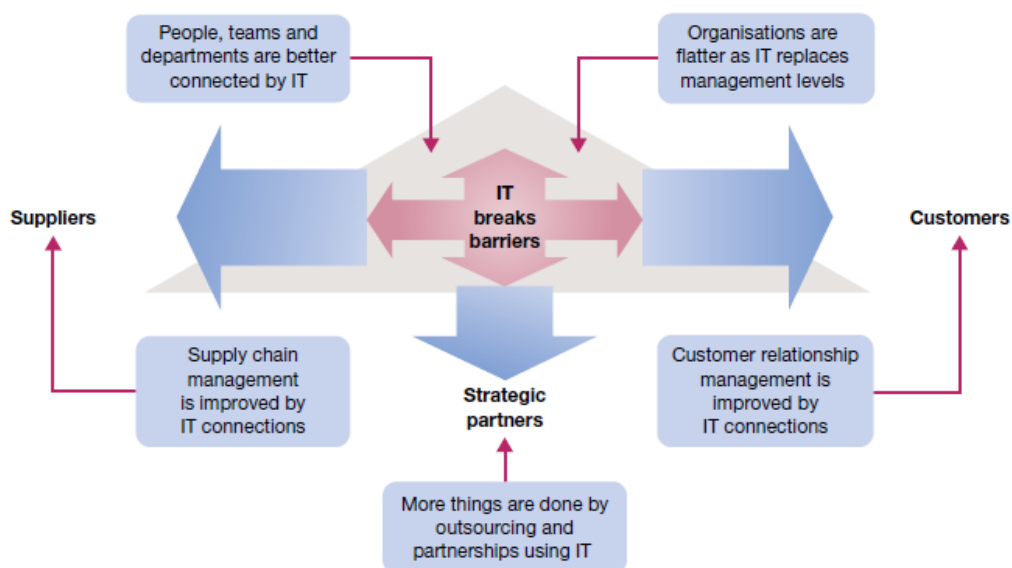 People, teams and
departments are better
connected by IT
Organisations are
flatter as IT replaces
management levels
IT
breaks
barriers
Suppliers
Customers
Supply chain
management
is improved by
IT connections
Customer relationship
management is
improved by
IT connections
Strategic
partners
More things are done by
outsourcing and
partnerships using IT